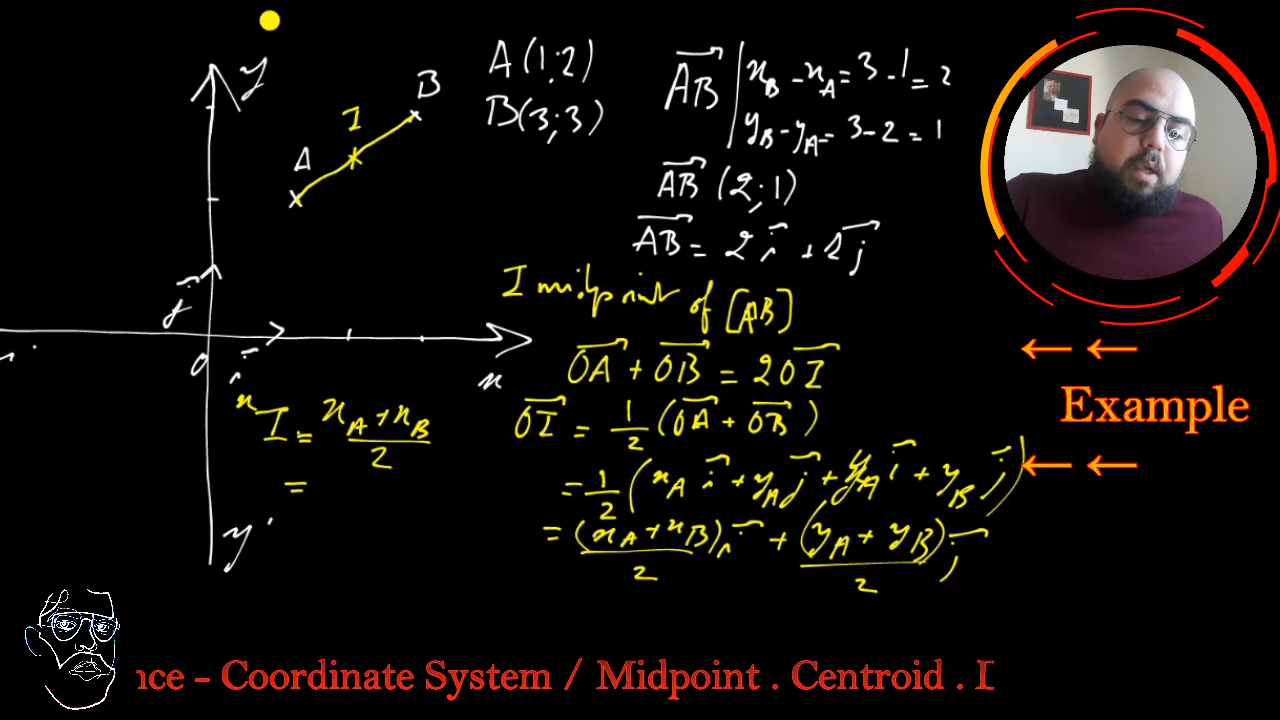 y
A
I
B
j
O
i
x
y'
x_I = (x_A + x_B)/2
=
A(1;2)
B(3;3)
AB | x_B - x_A = 3 - 1 = 2
y_B - y_A = 3 - 2 = 1
AB (2;1)
AB = 2i + 1j
I midpoint of [AB]
OA + OB = 2OI
OI = 1/2 (OA + OB)
= 1/2 (x_A i + y_A j + x_A i + y_B j)
= (x_A + x_B)/2 i + (y_A + y_B)/2 j
← ←
Example
← ←
nce - Coordinate System / Midpoint . Centroid .